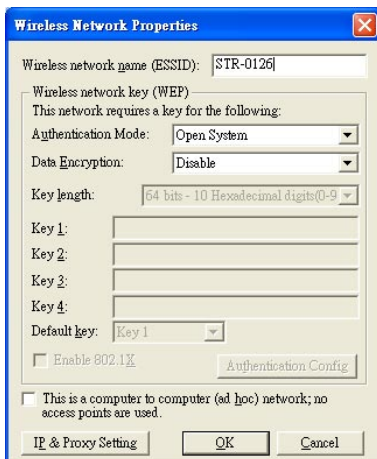 Wireless Network Properties
Wireless network name (ESSID): STR-0126
Wireless network key (WEP)
This network requires a key for the following:
Authentication Mode: Open System
Data Encryption: Disable
Key length: 64 bits - 10 Hexadecimal digits(0-9
Key 1:
Key 2:
Key 3:
Key 4:
Default key: Key 1
Enable 802.1X
Authentication Config
This is a computer to computer (ad hoc) network; no
access points are used.
IP & Proxy Setting OK Cancel